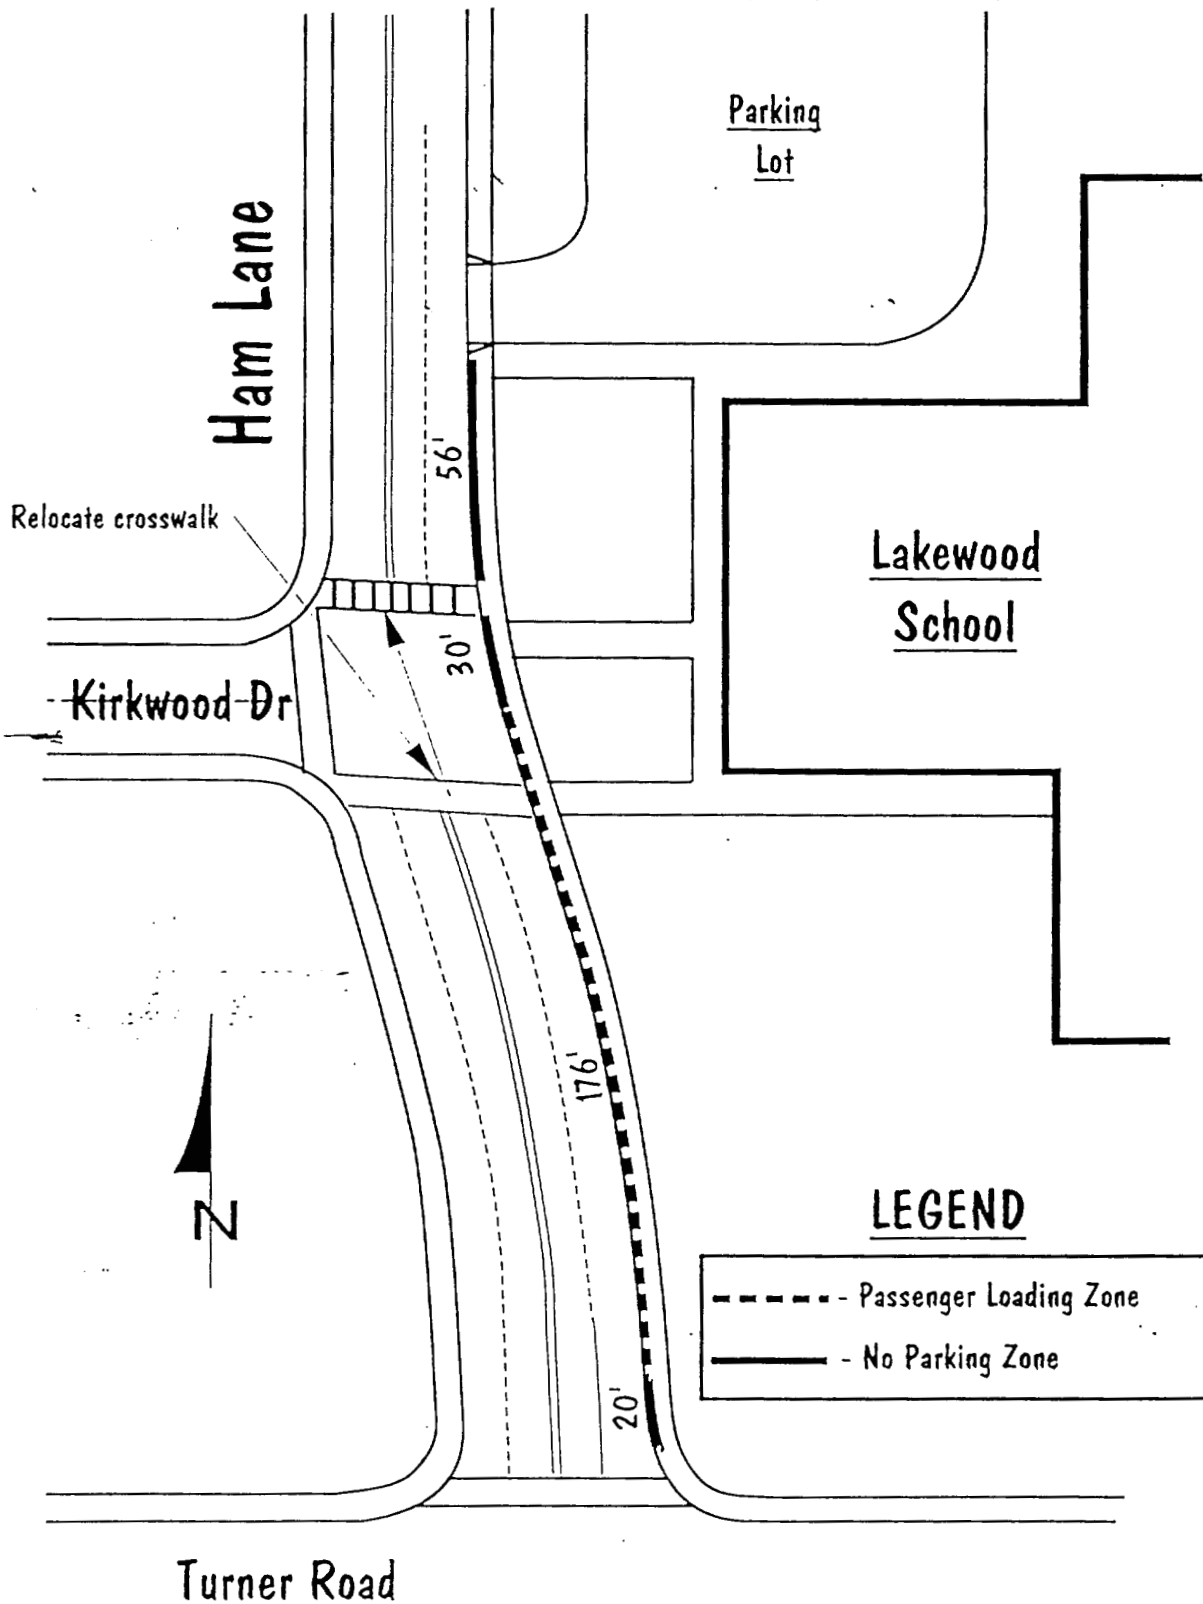 Parking
Lot
Ham Lane
56'
Relocate crosswalk
Lakewood
School
30'
Kirkwood Dr
176'
N
LEGEND
- Passenger Loading Zone
- No Parking Zone
20'
Turner Road